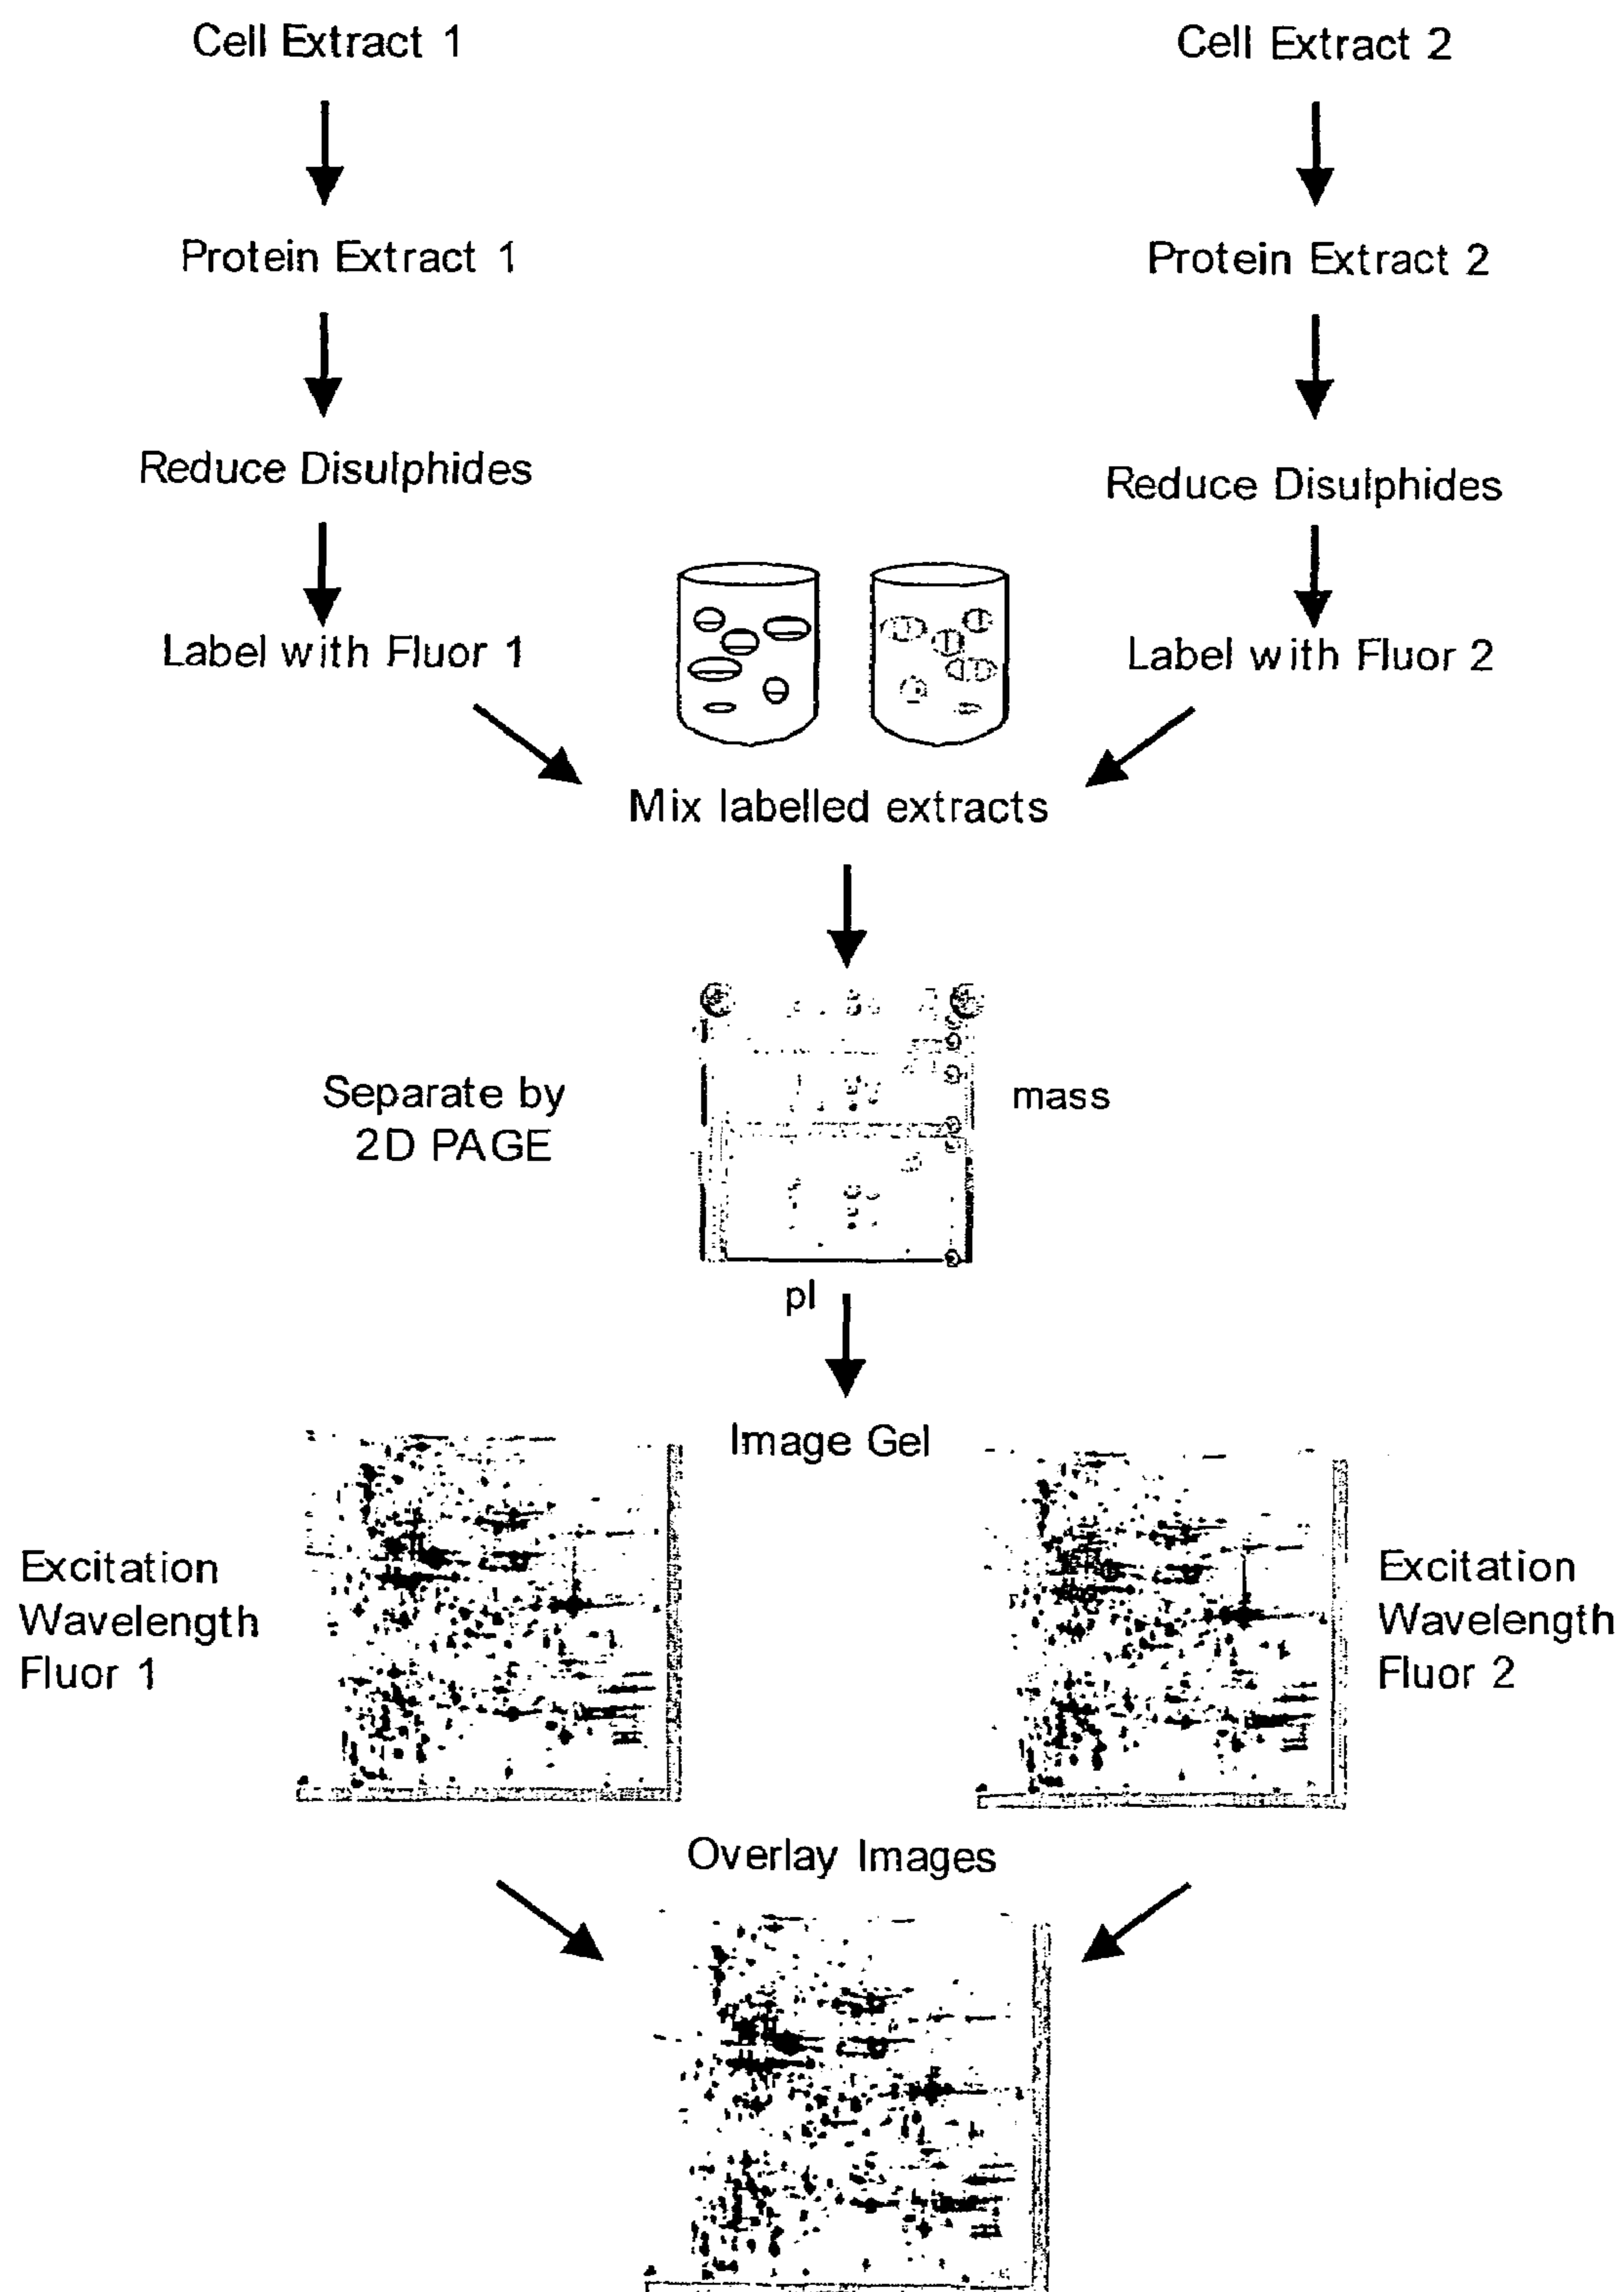 Cell Extract 1
Cell Extract 2
Protein Extract 1
Protein Extract 2
Reduce Disulphides
Reduce Disulphides
Label with Fluor 1
Label with Fluor 2
Mix labelled extracts
Separate by
2D PAGE
mass
pI
Image Gel
Excitation
Wavelength
Fluor 1
Excitation
Wavelength
Fluor 2
Overlay Images